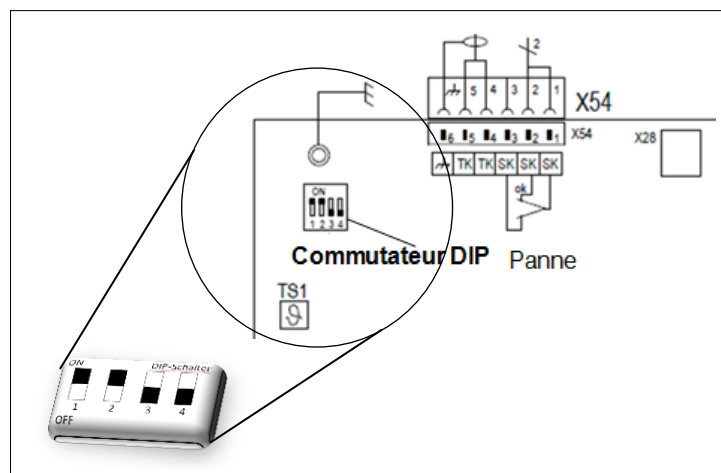 2
5 4 3 2 1
X54
6 5 4 3 2 1
X54
X28
TK TK SK SK SK
ON
1 2 3 4
ok
Commutateur DIP
Panne
TS1
ϑ
ON
DIP-Schalter
1 2 3 4
OFF